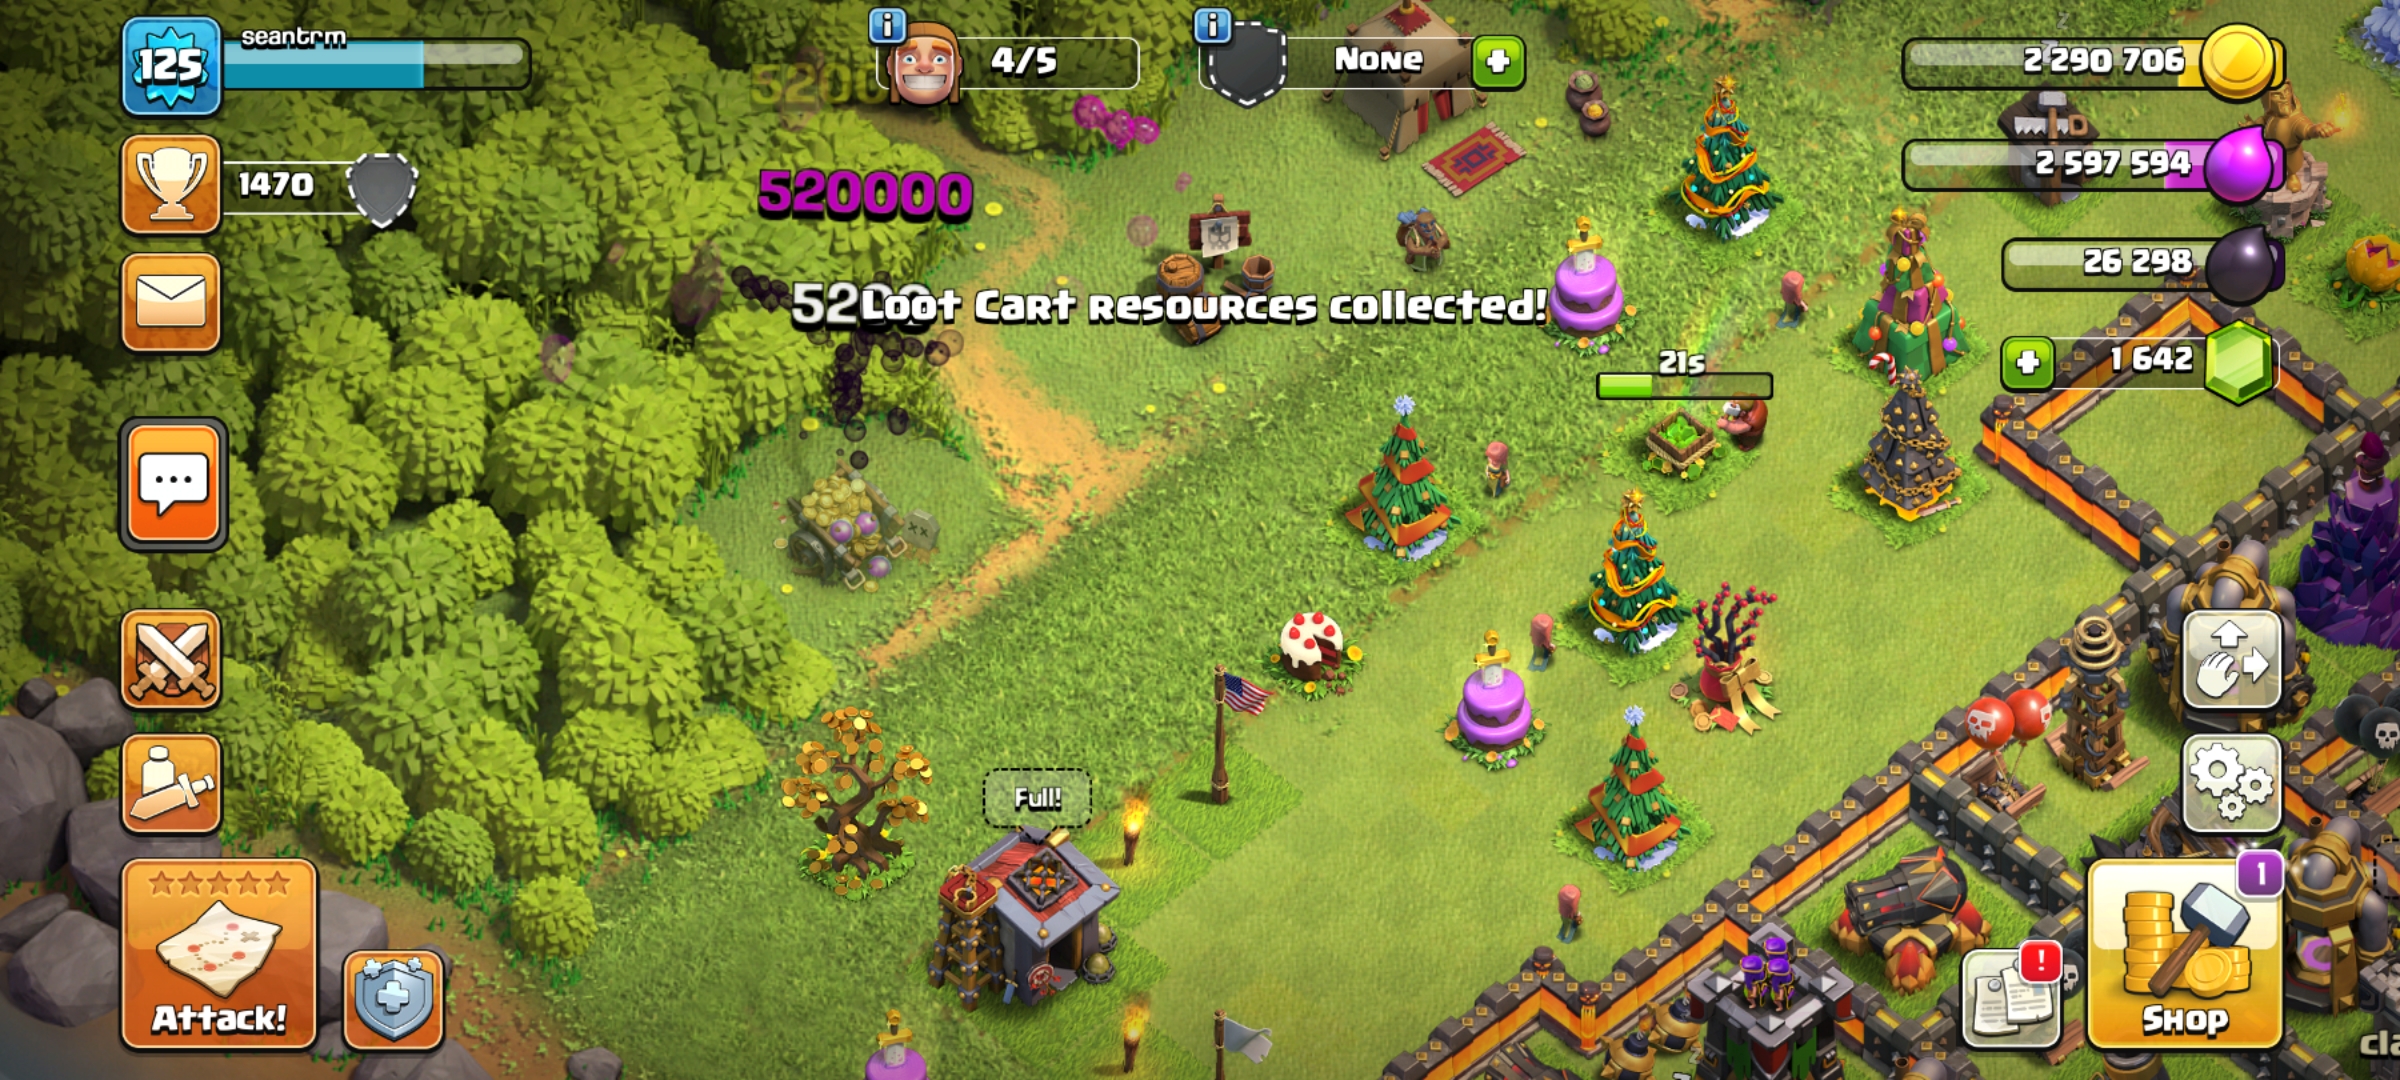 125
seantrm
4/5
None
2 290 706
1470
520000
2 597 594
26 298
Loot Cart resources collected!
21s
1 642
Full!
1
Attack!
!
Shop